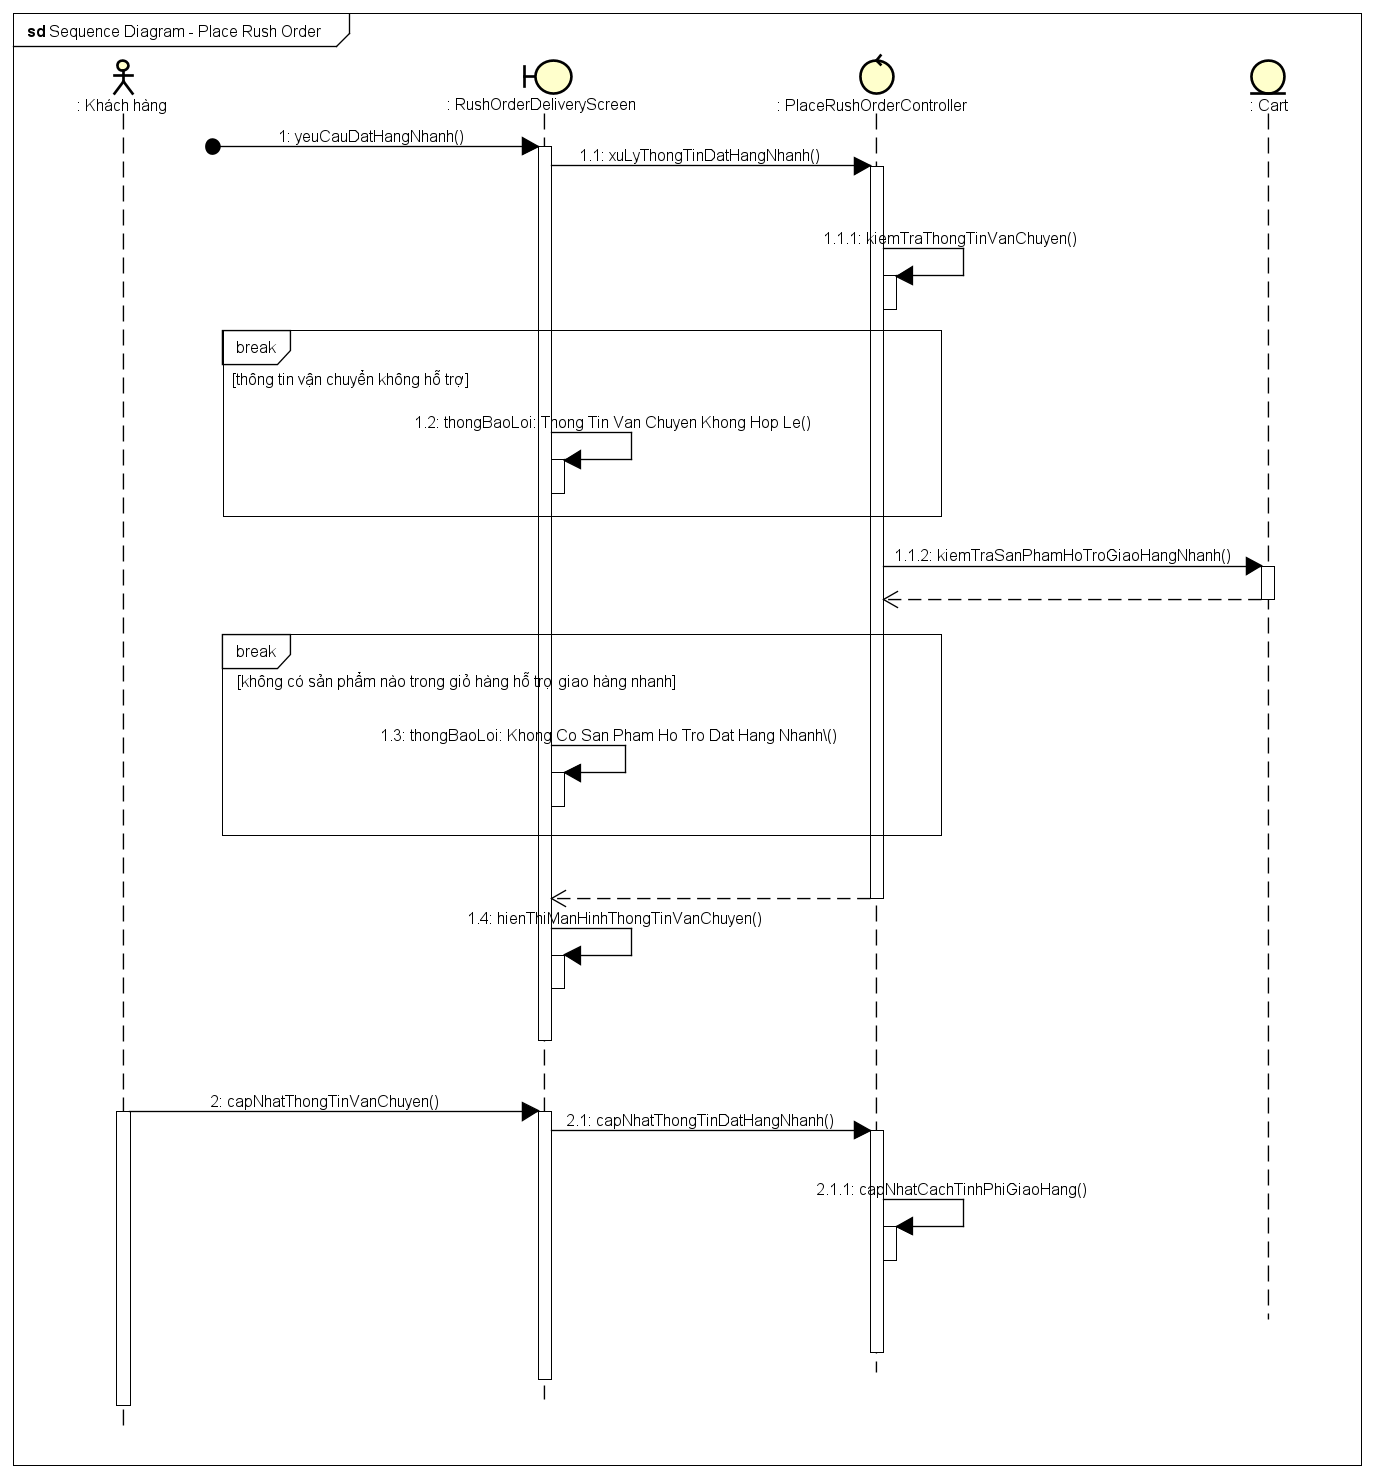 sd Sequence Diagram - Place Rush Order
: Khách hàng
: RushOrderDeliveryScreen
: PlaceRushOrderController
: Cart
1: yeuCauDatHangNhanh()
1.1: xuLyThongTinDatHangNhanh()
1.1.1: kiemTraThongTinVanChuyen()
break
[thông tin vận chuyển không hỗ trợ]
1.2: thongBaoLoi: Thong Tin Van Chuyen Khong Hop Le()
1.1.2: kiemTraSanPhamHoTroGiaoHangNhanh()
break
[không có sản phẩm nào trong giỏ hàng hỗ trợ giao hàng nhanh]
1.3: thongBaoLoi: Khong Co San Pham Ho Tro Dat Hang Nhanh\()
1.4: hienThiManHinhThongTinVanChuyen()
2: capNhatThongTinVanChuyen()
2.1: capNhatThongTinDatHangNhanh()
2.1.1: capNhatCachTinhPhiGiaoHang()